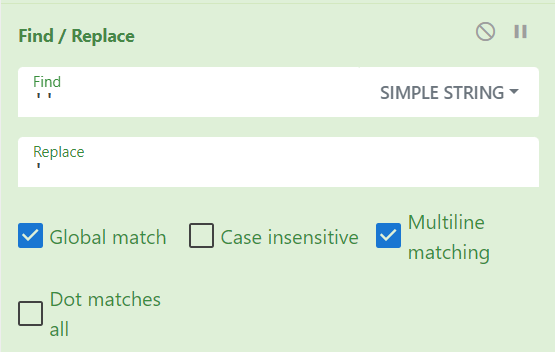 Find / Replace
Find
''
SIMPLE STRING
Replace
'
Global match
Case insensitive
Multiline
matching
Dot matches
all